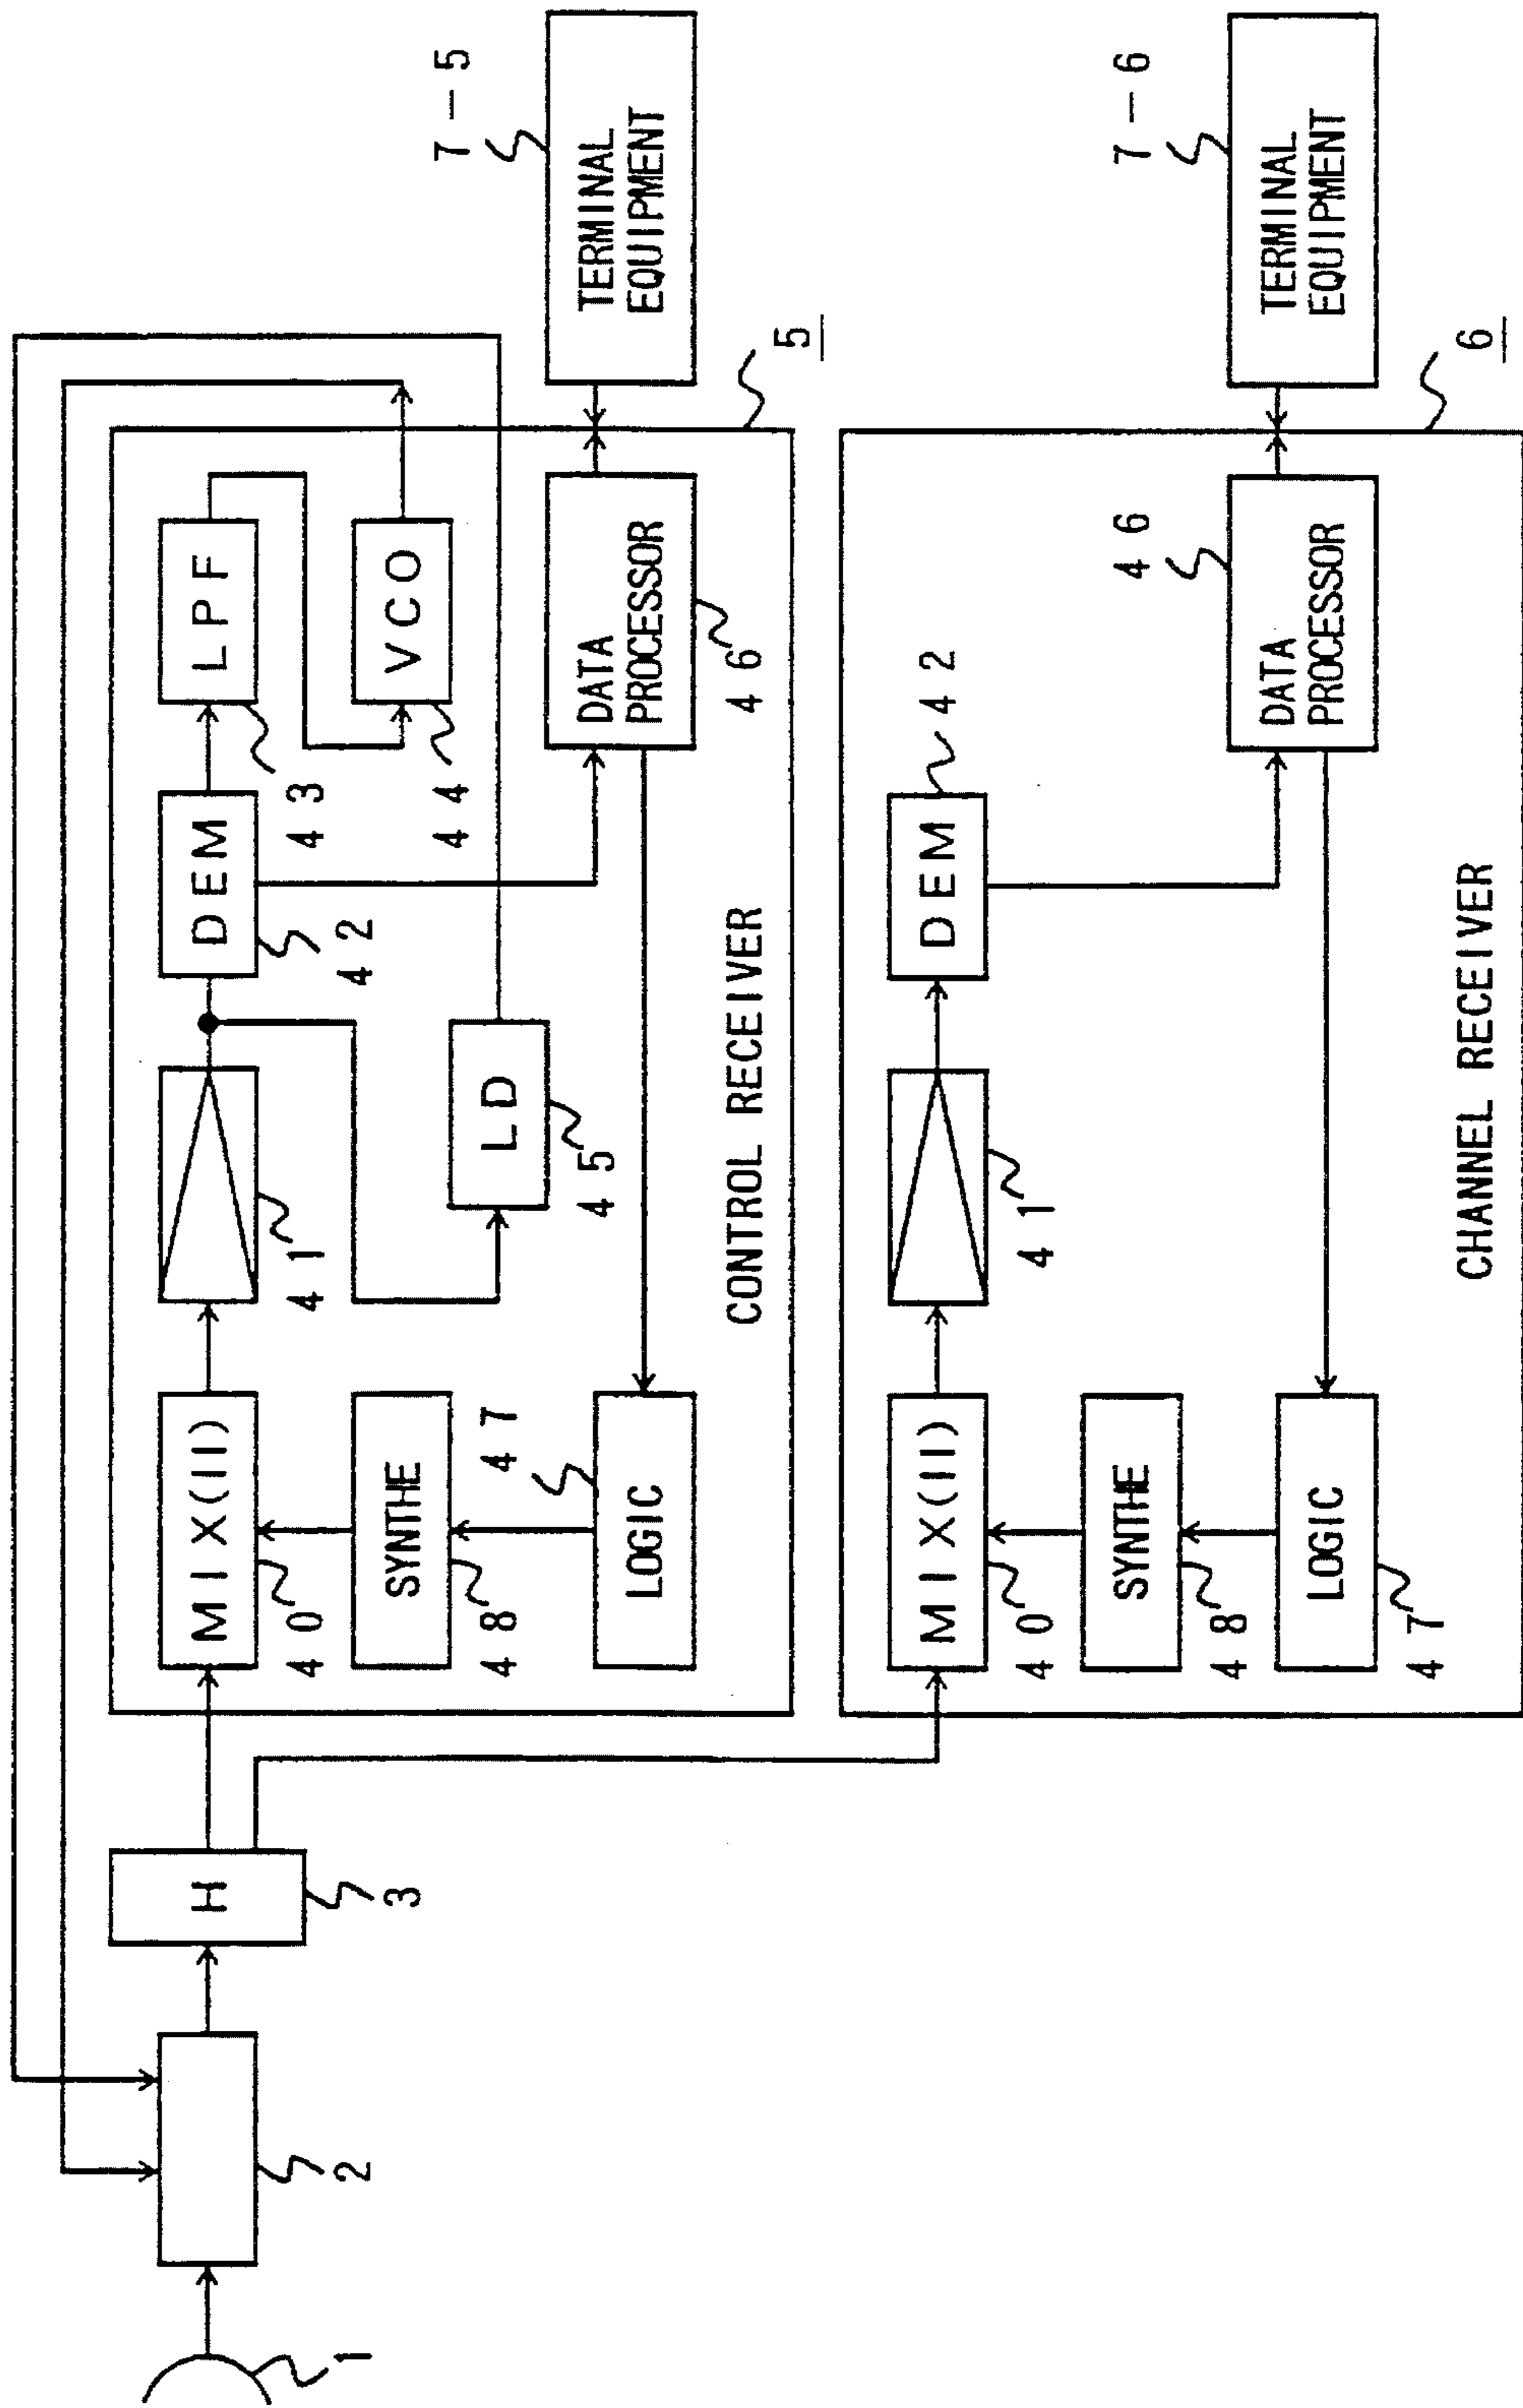 7-5
TERMINAL
EQUIPMENT
7-6
TERMINAL
EQUIPMENT
5
6
LPF
43
VCO
44
DATA
PROCESSOR
46
DATA
PROCESSOR
46
DEM
42
DEM
42
41
LD
45
41
CONTROL RECEIVER
CHANNEL RECEIVER
MIX(II)
40
SYNTHE
48
LOGIC
47
MIX(II)
40
SYNTHE
48
LOGIC
47
H
3
2
1